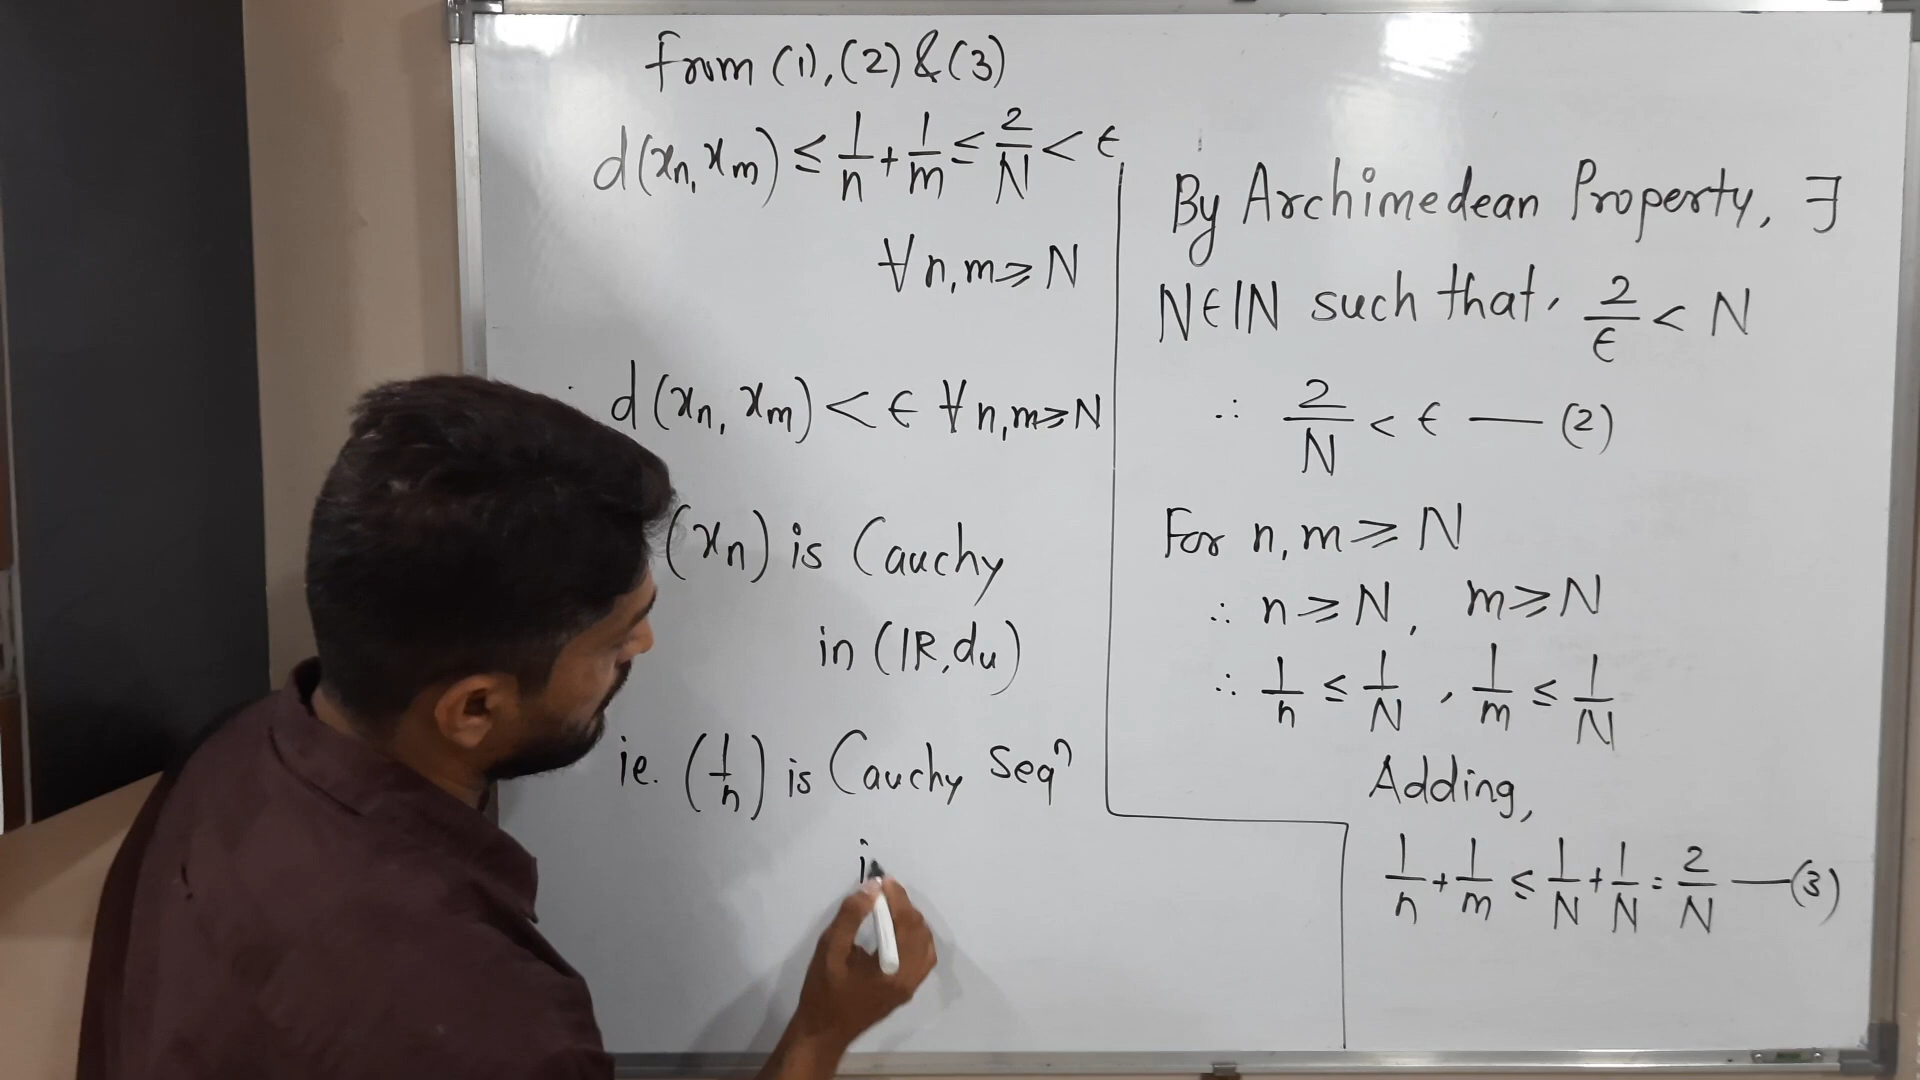 From (1), (2) & (3)
d(xn, xm) ≤ 1/n + 1/m ≤ 2/N < ϵ
∀ n, m ≥ N
d(xn, xm) < ϵ ∀ n, m ≥ N
(xn) is Cauchy
in (ℝ, du)
ie. (1/n) is Cauchy Seqⁿ
i
By Archimedean Property, ∃
N ∈ ℕ such that, 2/ϵ < N
∴ 2/N < ϵ — (2)
For n, m ≥ N
∴ n ≥ N, m ≥ N
∴ 1/n ≤ 1/N, 1/m ≤ 1/N
Adding,
1/n + 1/m ≤ 1/N + 1/N = 2/N — (3)